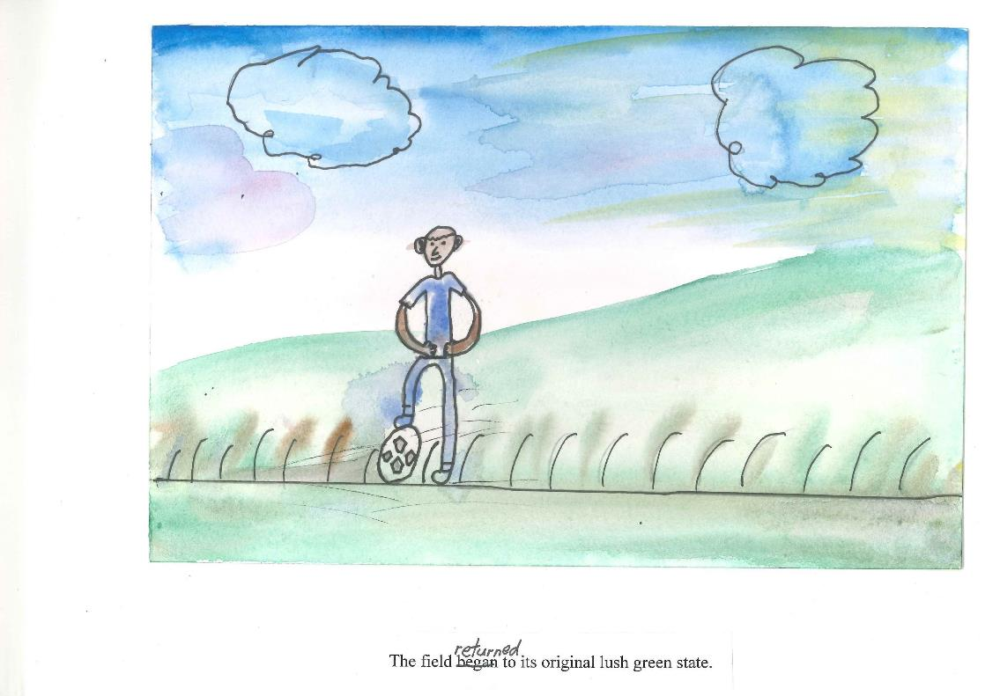 returned
The field began to its original lush green state.